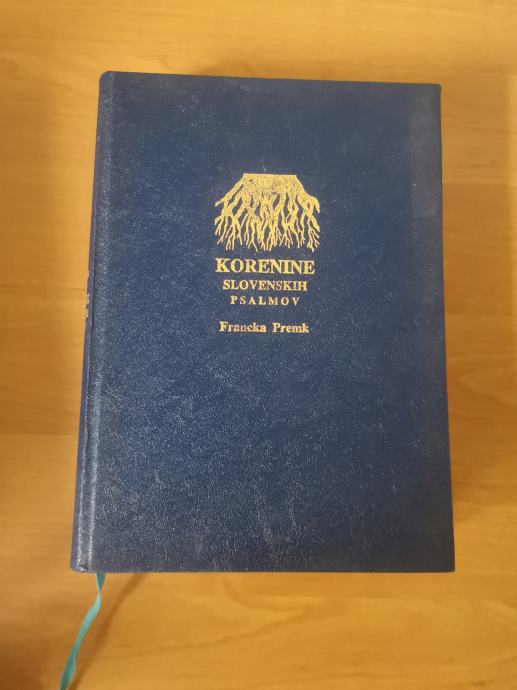 KORENINE
SLOVENSKIH
PSALMOV
Francka Premk